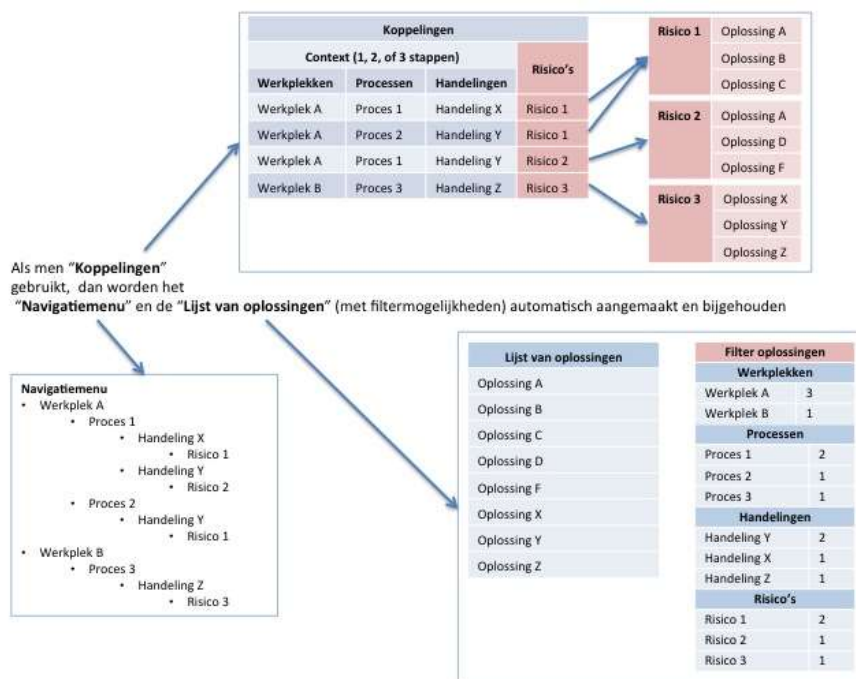 Koppelingen
Context (1, 2, of 3 stappen) Risico's
Werkplekken Processen Handelingen
Werkplek A Proces 1 Handeling X Risico 1
Werkplek A Proces 2 Handeling Y Risico 1
Werkplek A Proces 1 Handeling Y Risico 2
Werkplek B Proces 3 Handeling Z Risico 3
Risico 1 Oplossing A
Oplossing B
Oplossing C
Risico 2 Oplossing A
Oplossing D
Oplossing F
Risico 3 Oplossing X
Oplossing Y
Oplossing Z
Als men “Koppelingen”
gebruikt, dan worden het
“Navigatiemenu” en de “Lijst van oplossingen” (met filtermogelijkheden) automatisch aangemaakt en bijgehouden
Navigatiemenu
• Werkplek A
• Proces 1
• Handeling X
• Risico 1
• Handeling Y
• Risico 2
• Proces 2
• Handeling Y
• Risico 1
• Werkplek B
• Proces 3
• Handeling Z
• Risico 3
Lijst van oplossingen
Oplossing A
Oplossing B
Oplossing C
Oplossing D
Oplossing F
Oplossing X
Oplossing Y
Oplossing Z
Filter oplossingen
Werkplekken
Werkplek A 3
Werkplek B 1
Processen
Proces 1 2
Proces 2 1
Proces 3 1
Handelingen
Handeling Y 2
Handeling X 1
Handeling Z 1
Risico's
Risico 1 2
Risico 2 1
Risico 3 1